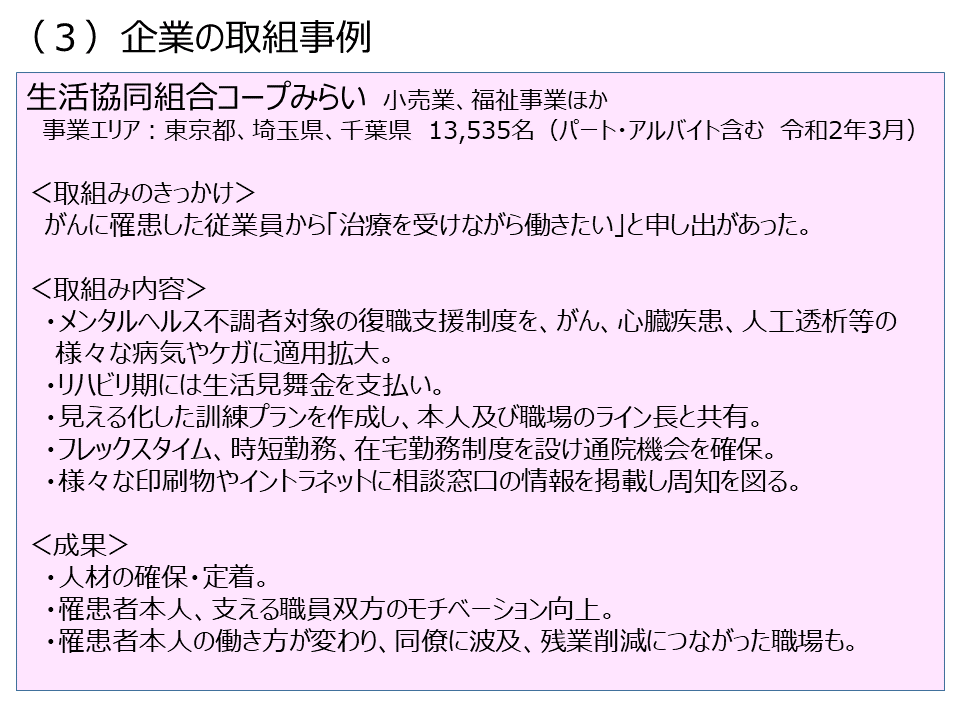 （３）企業の取組事例
生活協同組合コープみらい 小売業、福祉事業ほか
事業エリア：東京都、埼玉県、千葉県 13,535名（パート・アルバイト含む 令和2年3月）
＜取組みのきっかけ＞
がんに罹患した従業員から｢治療を受けながら働きたい｣と申し出があった。
＜取組み内容＞
・メンタルヘルス不調者対象の復職支援制度を、がん、心臓疾患、人工透析等の
様々な病気やケガに適用拡大。
・リハビリ期には生活見舞金を支払い。
・見える化した訓練プランを作成し、本人及び職場のライン長と共有。
・フレックスタイム、時短勤務、在宅勤務制度を設け通院機会を確保。
・様々な印刷物やイントラネットに相談窓口の情報を掲載し周知を図る。
＜成果＞
・人材の確保・定着。
・罹患者本人、支える職員双方のモチベーション向上。
・罹患者本人の働き方が変わり、同僚に波及、残業削減につながった職場も。